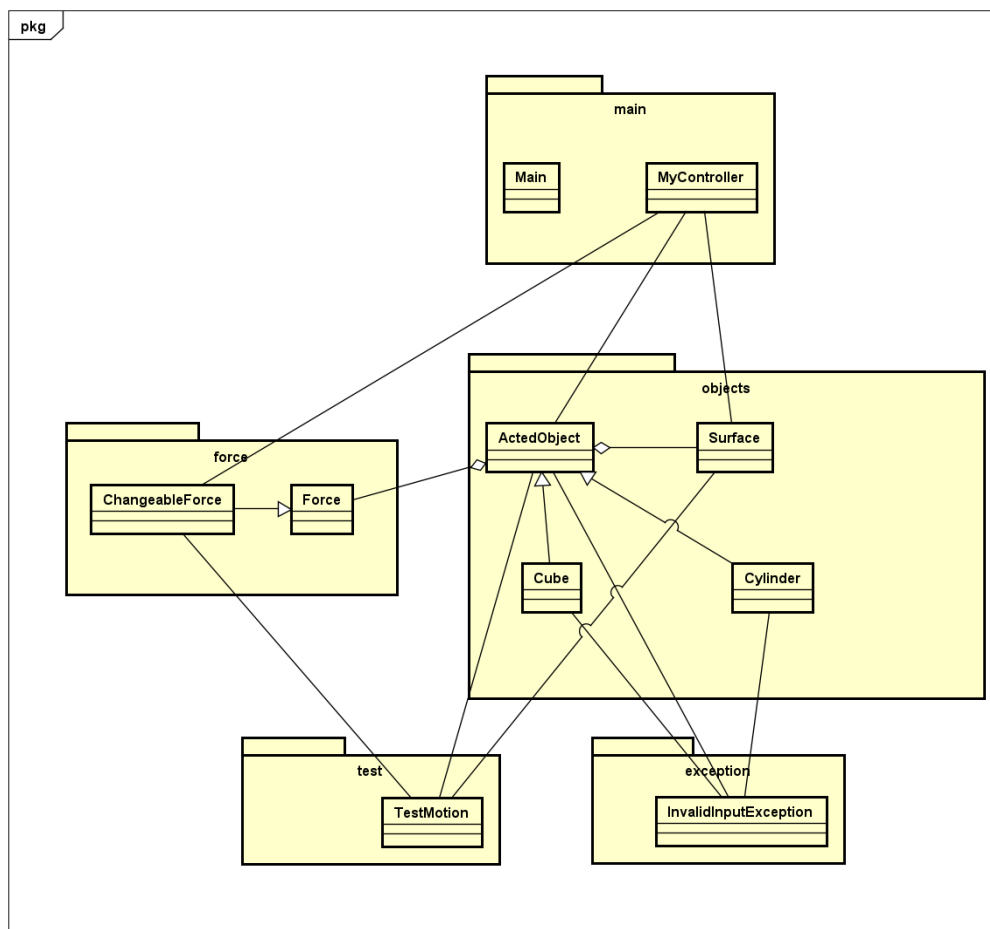 pkg
main
Main
MyController
objects
ActedObject
Surface
force
ChangeableForce
Force
Cube
Cylinder
test
TestMotion
exception
InvalidInputException